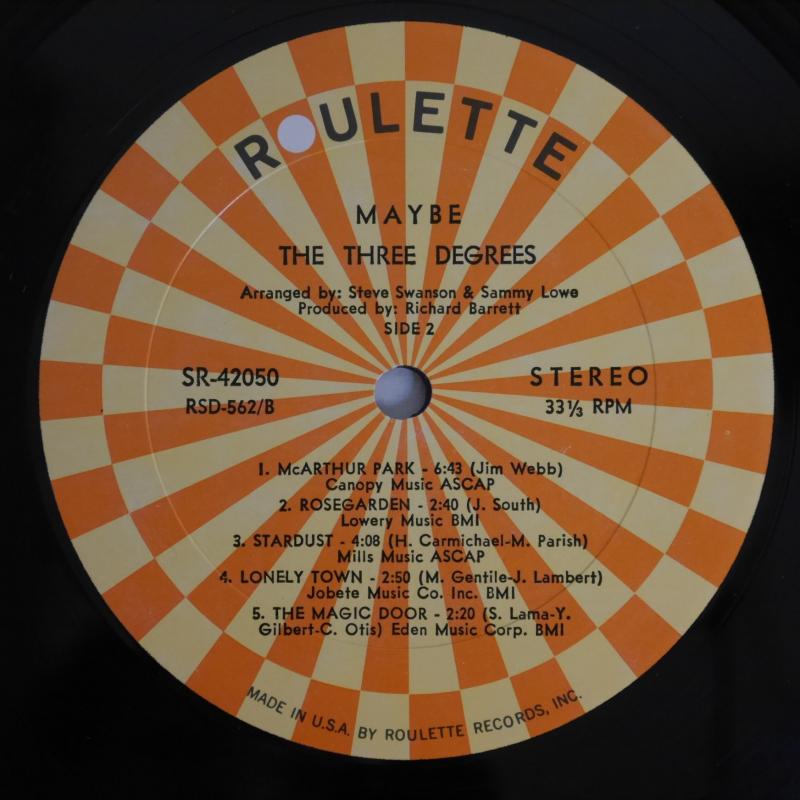 ROULETTE
MAYBE
THE THREE DEGREES
Arranged by: Steve Swanson & Sammy Lowe
Produced by: Richard Barrett
SIDE 2
SR-42050
RSD-562/B
STEREO
33⅓ RPM
1. McARTHUR PARK - 6:43 (Jim Webb)
Canopy Music ASCAP
2. ROSEGARDEN - 2:40 (J. South)
Lowery Music BMI
3. STARDUST - 4:08 (H. Carmichael-M. Parish)
Mills Music ASCAP
4. LONELY TOWN - 2:50 (M. Gentile-J. Lambert)
Jobete Music Co. Inc. BMI
5. THE MAGIC DOOR - 2:20 (S. Lama-Y.
Gilbert-C. Otis) Eden Music Corp. BMI
MADE IN U.S.A. BY ROULETTE RECORDS, INC.